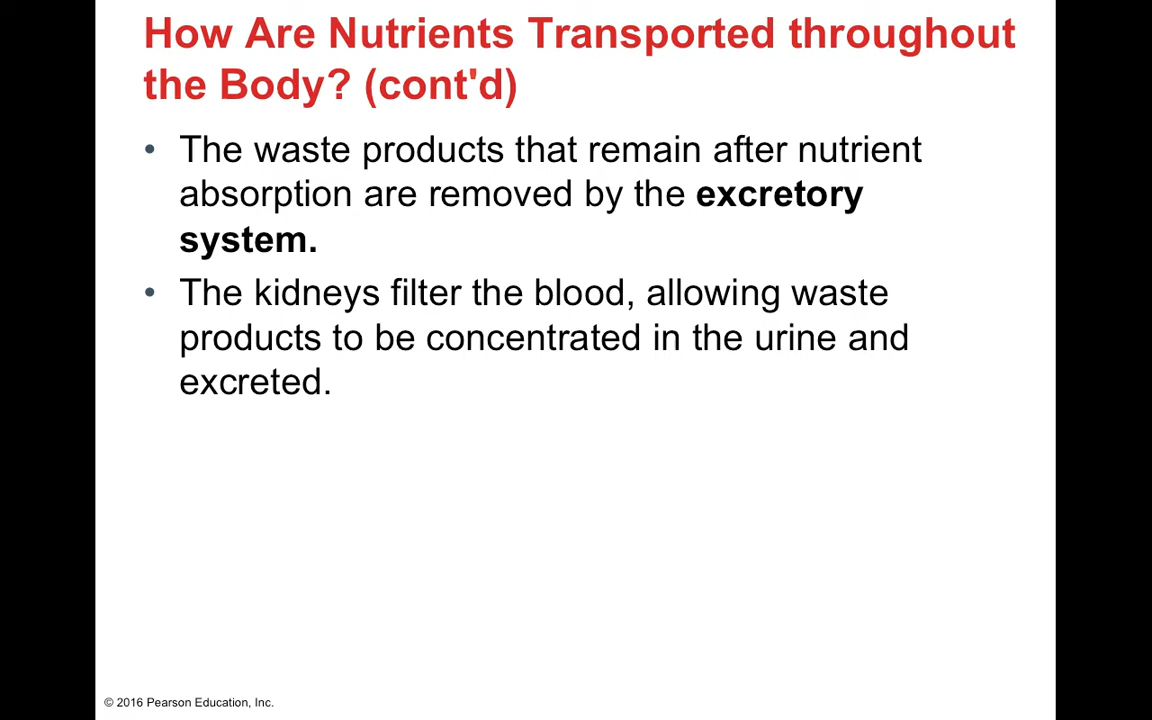 How Are Nutrients Transported throughout
the Body? (cont'd)
• The waste products that remain after nutrient
absorption are removed by the excretory
system.
• The kidneys filter the blood, allowing waste
products to be concentrated in the urine and
excreted.
© 2016 Pearson Education, Inc.